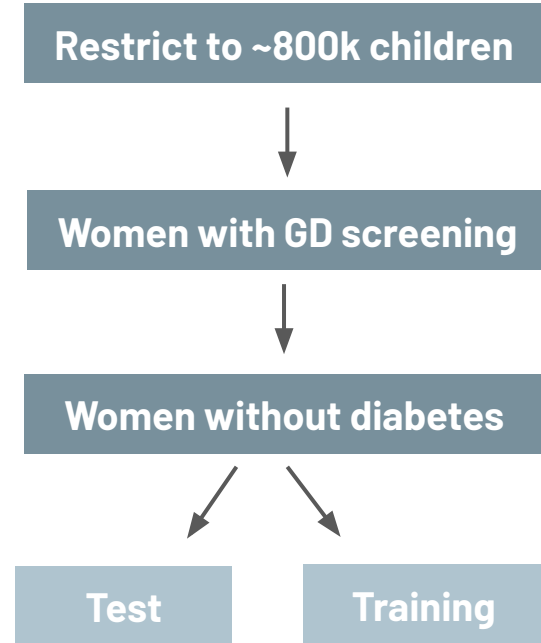 Restrict to ~800k children
Women with GD screening
Women without diabetes
Test
Training